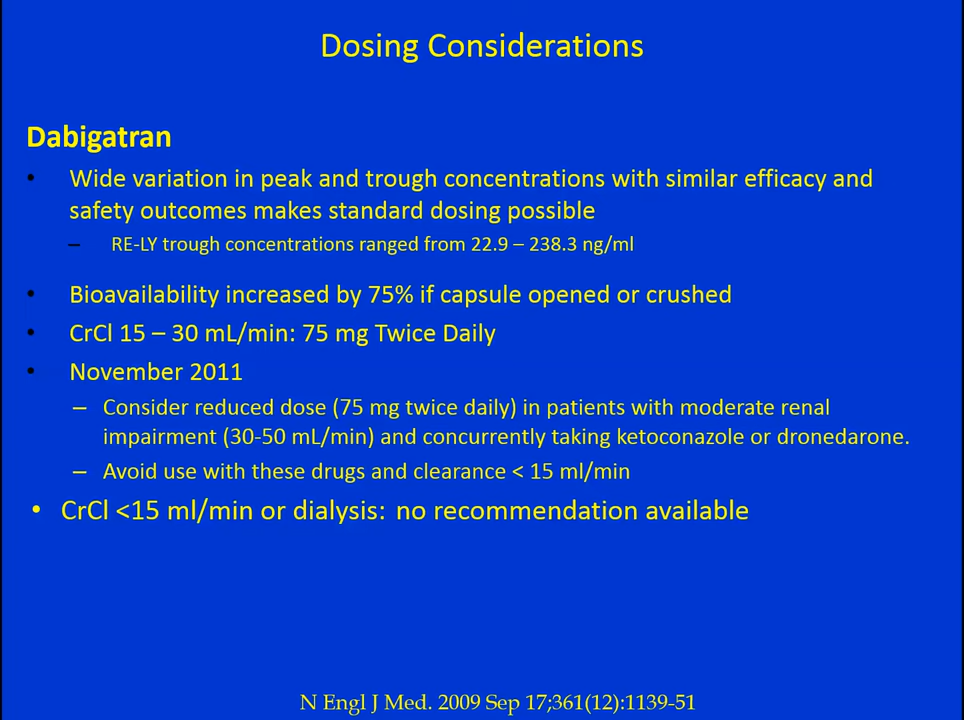 Dosing Considerations
Dabigatran
• Wide variation in peak and trough concentrations with similar efficacy and
safety outcomes makes standard dosing possible
– RE-LY trough concentrations ranged from 22.9 – 238.3 ng/ml
• Bioavailability increased by 75% if capsule opened or crushed
• CrCl 15 – 30 mL/min: 75 mg Twice Daily
• November 2011
– Consider reduced dose (75 mg twice daily) in patients with moderate renal
impairment (30-50 mL/min) and concurrently taking ketoconazole or dronedarone.
– Avoid use with these drugs and clearance < 15 ml/min
• CrCl <15 ml/min or dialysis: no recommendation available
N Engl J Med. 2009 Sep 17;361(12):1139-51